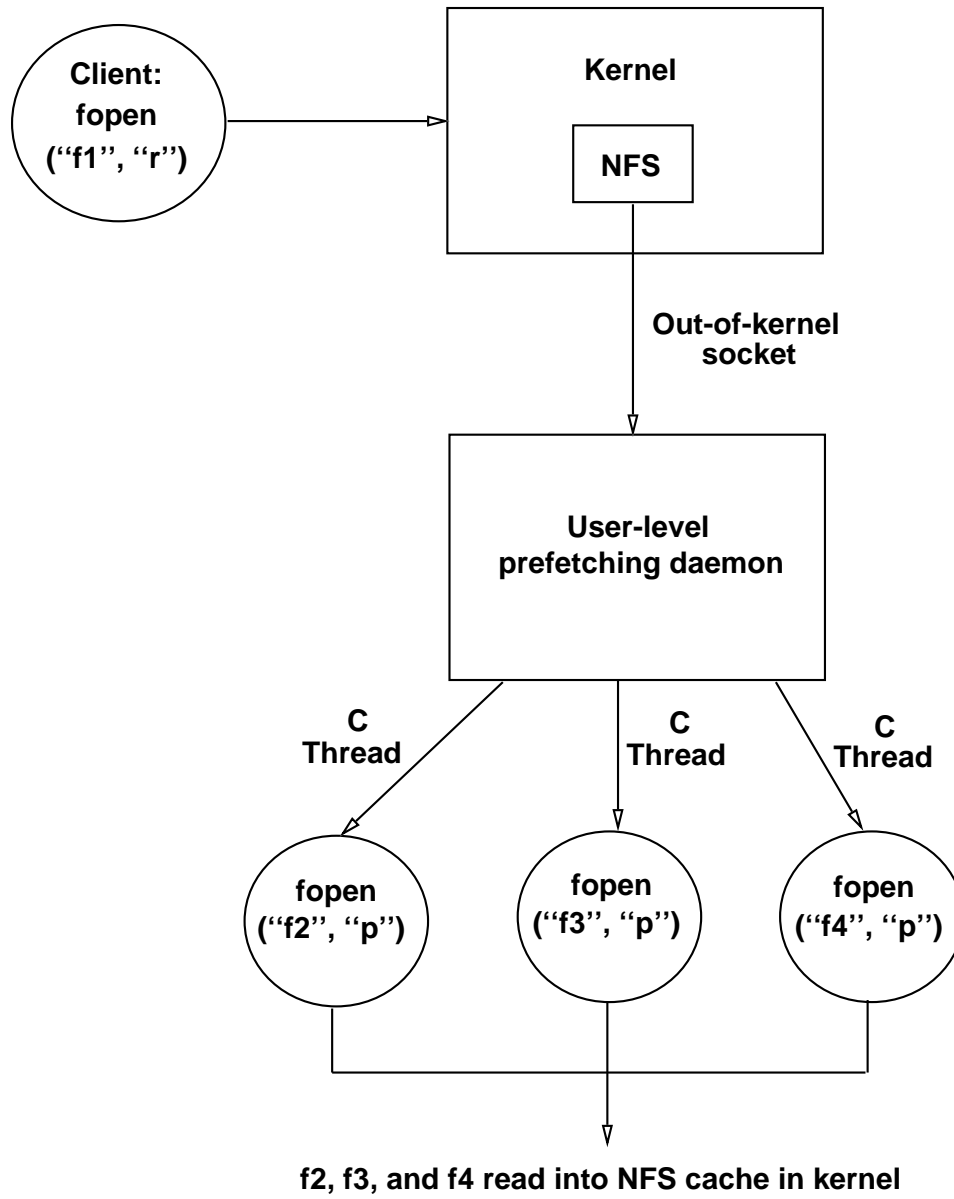 Client:
fopen
(‘‘f1’’, ‘‘r’’)
Kernel
NFS
Out-of-kernel
socket
User-level
prefetching daemon
C
Thread
C
Thread
C
Thread
fopen
(‘‘f2’’, ‘‘p’’)
fopen
(‘‘f3’’, ‘‘p’’)
fopen
(‘‘f4’’, ‘‘p’’)
f2, f3, and f4 read into NFS cache in kernel